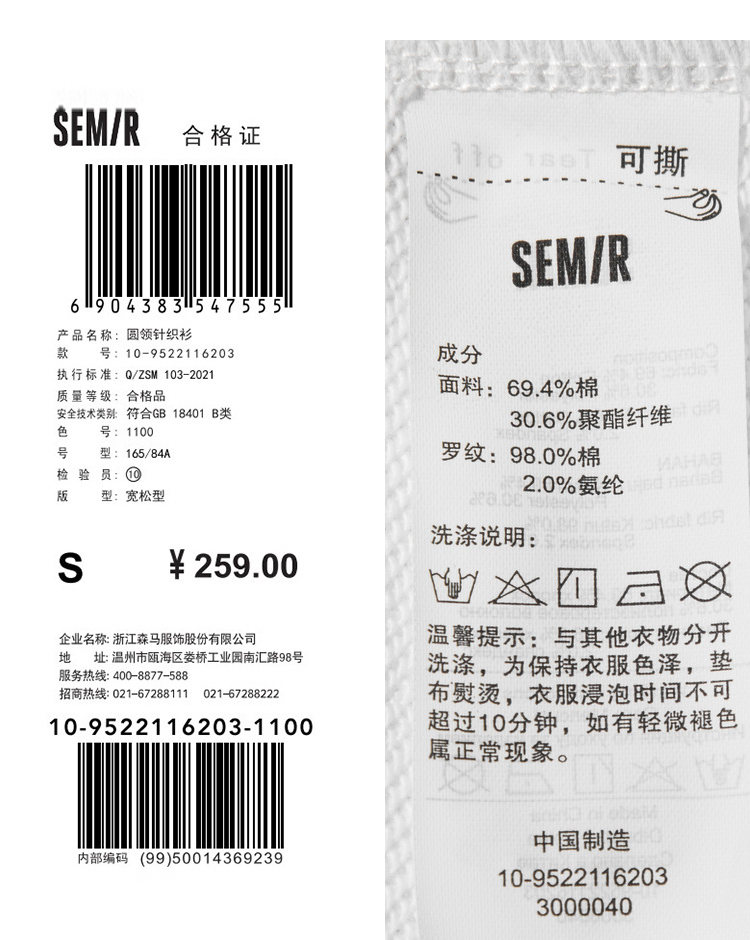 SEM/R
合格证
6 904383 547555
产品名称: 圆领针织衫
款 号: 10-9522116203
执行标准: Q/ZSM 103-2021
质量等级: 合格品
安全技术类别: 符合GB 18401 B类
色 号: 1100
号 型: 165/84A
检 验 员: ⑩
版 型: 宽松型
S ¥ 259.00
企业名称: 浙江森马服饰股份有限公司
地 址: 温州市瓯海区娄桥工业园南汇路98号
服务热线: 400-8877-588
招商热线: 021-67288111 021-67288222
10-9522116203-1100
内部编码 (99)50014369239
Tear off
可撕
SEM/R
成分
面料: 69.4%棉
30.6%聚酯纤维
罗纹: 98.0%棉
2.0%氨纶
洗涤说明:
温馨提示: 与其他衣物分开
洗涤，为保持衣服色泽，垫
布熨烫，衣服浸泡时间不可
超过10分钟，如有轻微褪色
属正常现象。
中国制造
10-9522116203
3000040